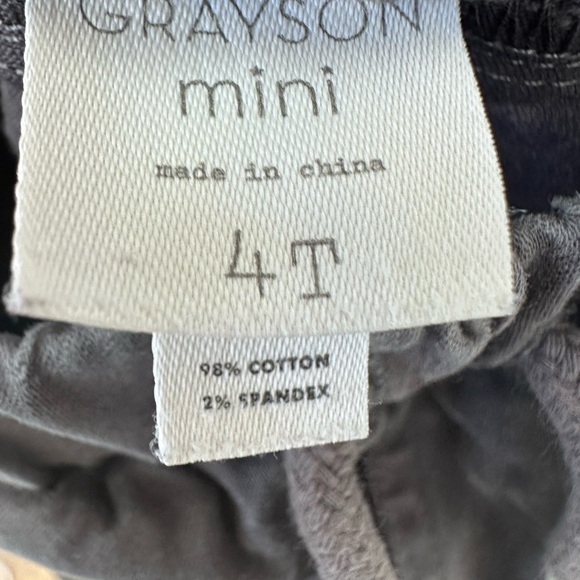 GRAYSON
mini
made in china
4T
98% COTTON
2% SPANDEX